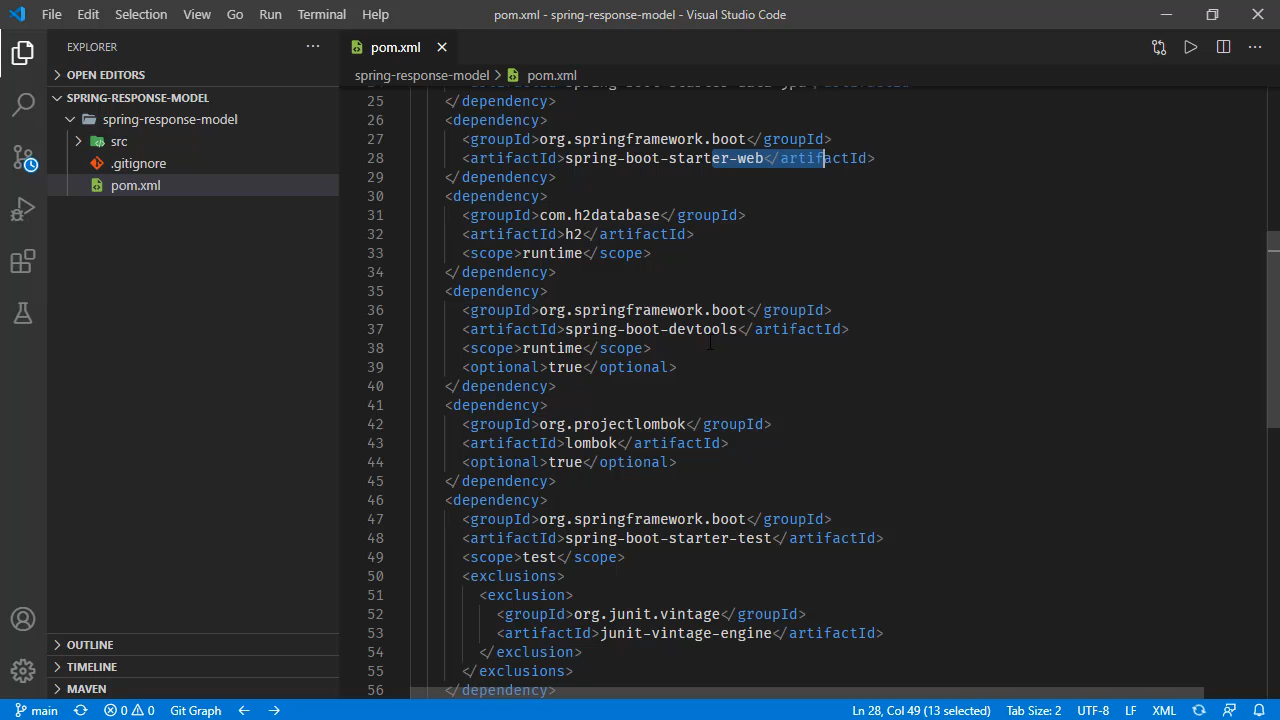 File Edit Selection View Go Run Terminal Help
pom.xml - spring-response-model - Visual Studio Code
EXPLORER
OPEN EDITORS
SPRING-RESPONSE-MODEL
spring-response-model
src
.gitignore
pom.xml
OUTLINE
TIMELINE
MAVEN
pom.xml
spring-response-model > pom.xml
25 </dependency>
26 <dependency>
27 <groupId>org.springframework.boot</groupId>
28 <artifactId>spring-boot-starter-web</artifactId>
29 </dependency>
30 <dependency>
31 <groupId>com.h2database</groupId>
32 <artifactId>h2</artifactId>
33 <scope>runtime</scope>
34 </dependency>
35 <dependency>
36 <groupId>org.springframework.boot</groupId>
37 <artifactId>spring-boot-devtools</artifactId>
38 <scope>runtime</scope>
39 <optional>true</optional>
40 </dependency>
41 <dependency>
42 <groupId>org.projectlombok</groupId>
43 <artifactId>lombok</artifactId>
44 <optional>true</optional>
45 </dependency>
46 <dependency>
47 <groupId>org.springframework.boot</groupId>
48 <artifactId>spring-boot-starter-test</artifactId>
49 <scope>test</scope>
50 <exclusions>
51 <exclusion>
52 <groupId>org.junit.vintage</groupId>
53 <artifactId>junit-vintage-engine</artifactId>
54 </exclusion>
55 </exclusions>
56 </dependency>
main 0 0 Git Graph Ln 28, Col 49 (13 selected) Tab Size: 2 UTF-8 LF XML